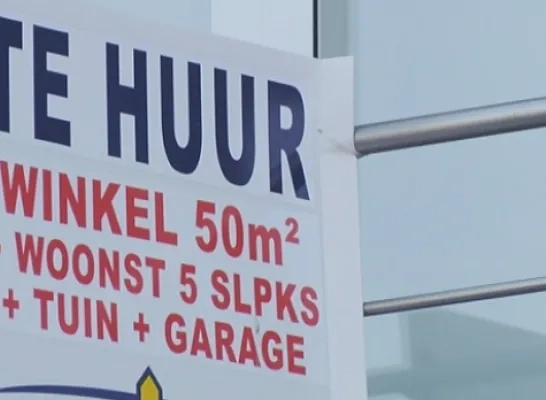 TE HUUR
WINKEL 50m²
+ WOONST 5 SLPKS
+ TUIN + GARAGE